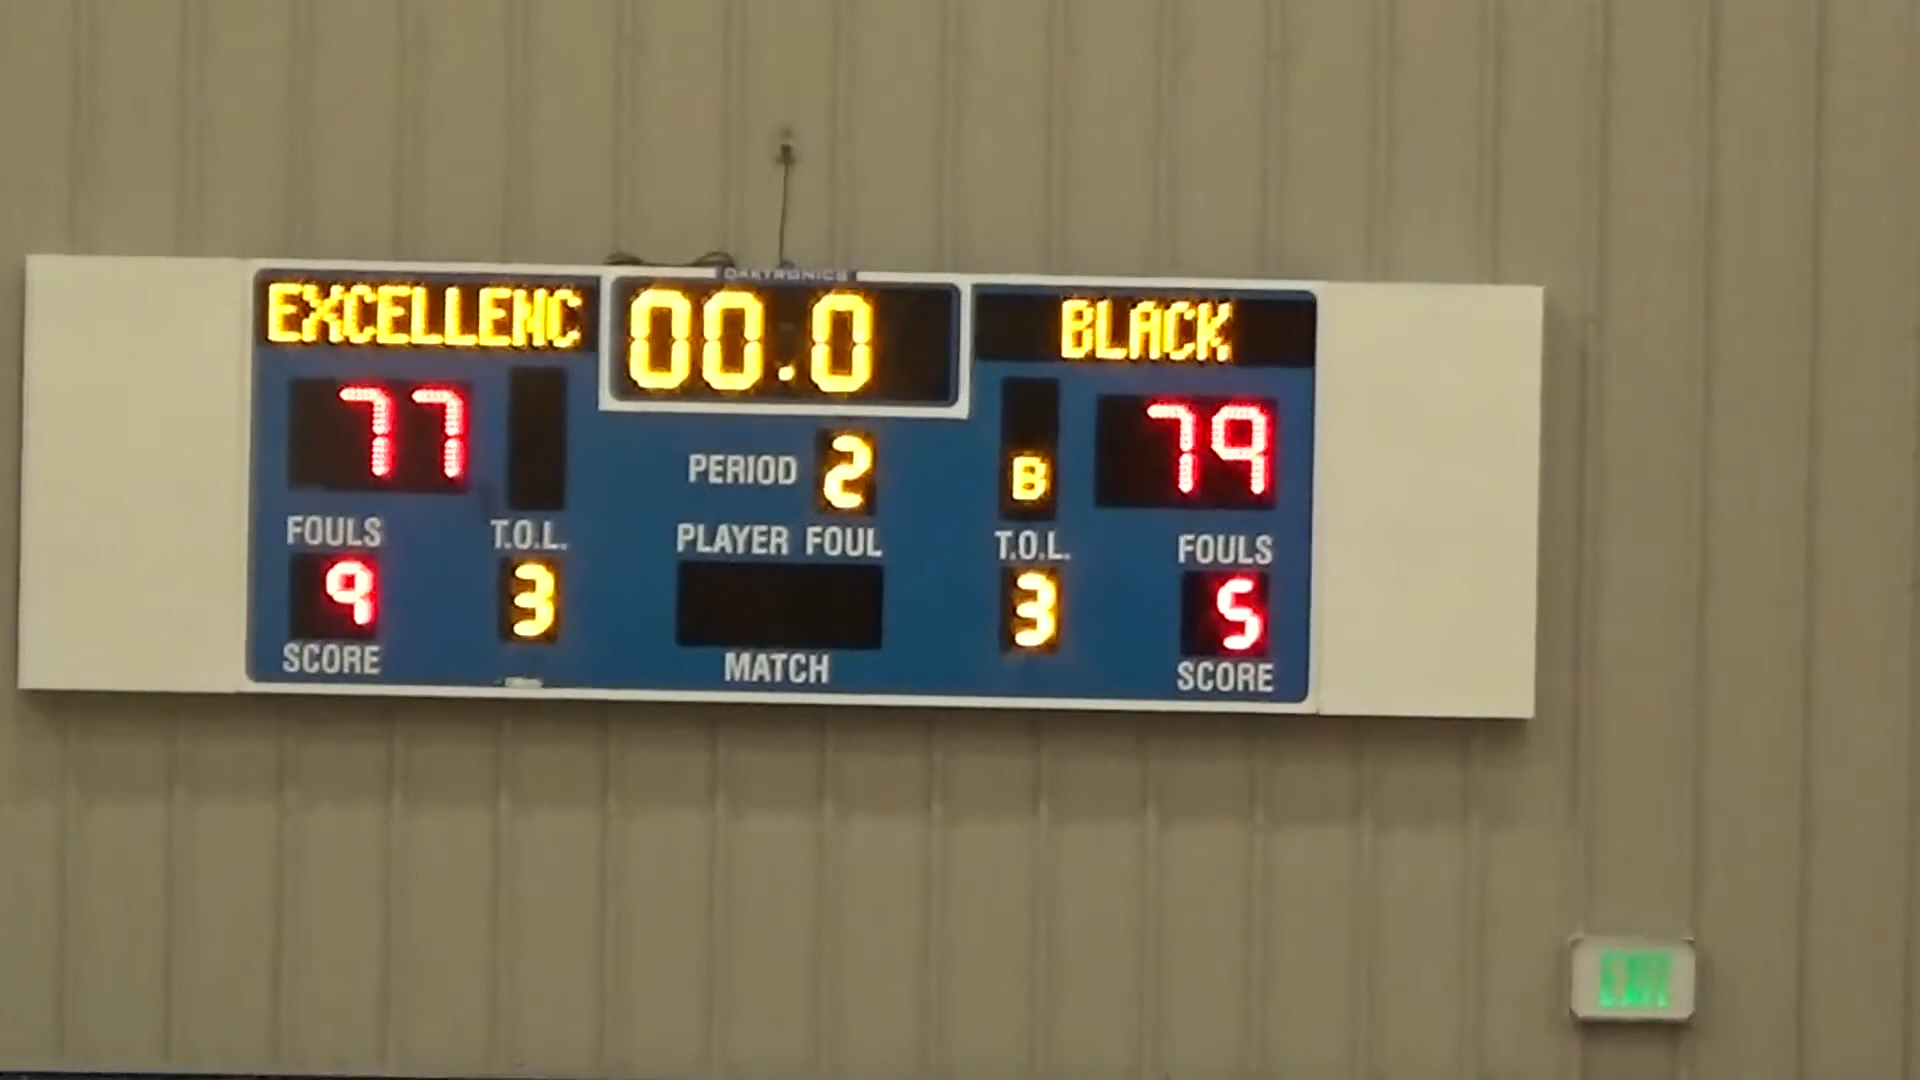 DAKTRONICS
EXCELLENC 00.0 BLACK
77 79
PERIOD 2 B
FOULS T.O.L. PLAYER FOUL T.O.L. FOULS
9 3 3 5
SCORE MATCH SCORE
EXIT